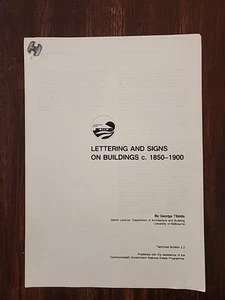 LETTERING AND SIGNS
ON BUILDINGS c. 1850–1900
By George Tibbits
Senior Lecturer, Department of Architecture and Building
University of Melbourne
Technical Bulletin 2.2
Published with the assistance of the
Commonwealth Government National Estate Programme.